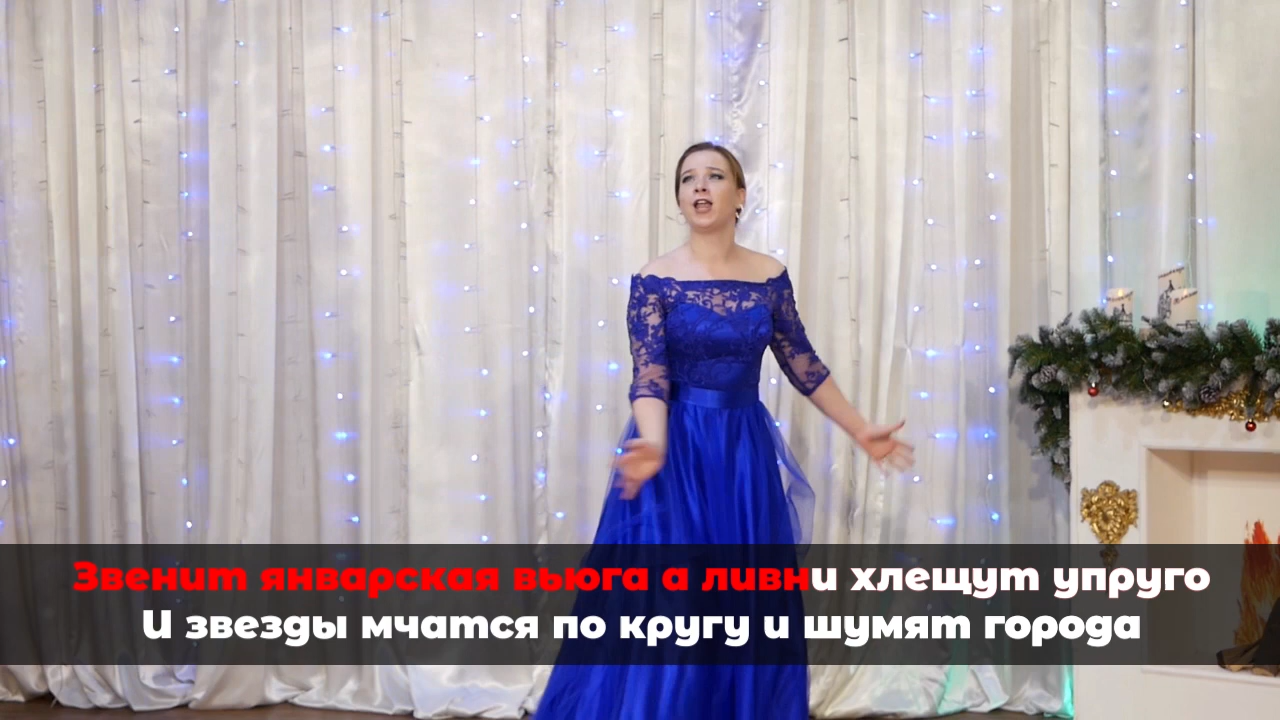 Звенит январская вьюга а ливни хлещут упруго
И звезды мчатся по кругу и шумят города